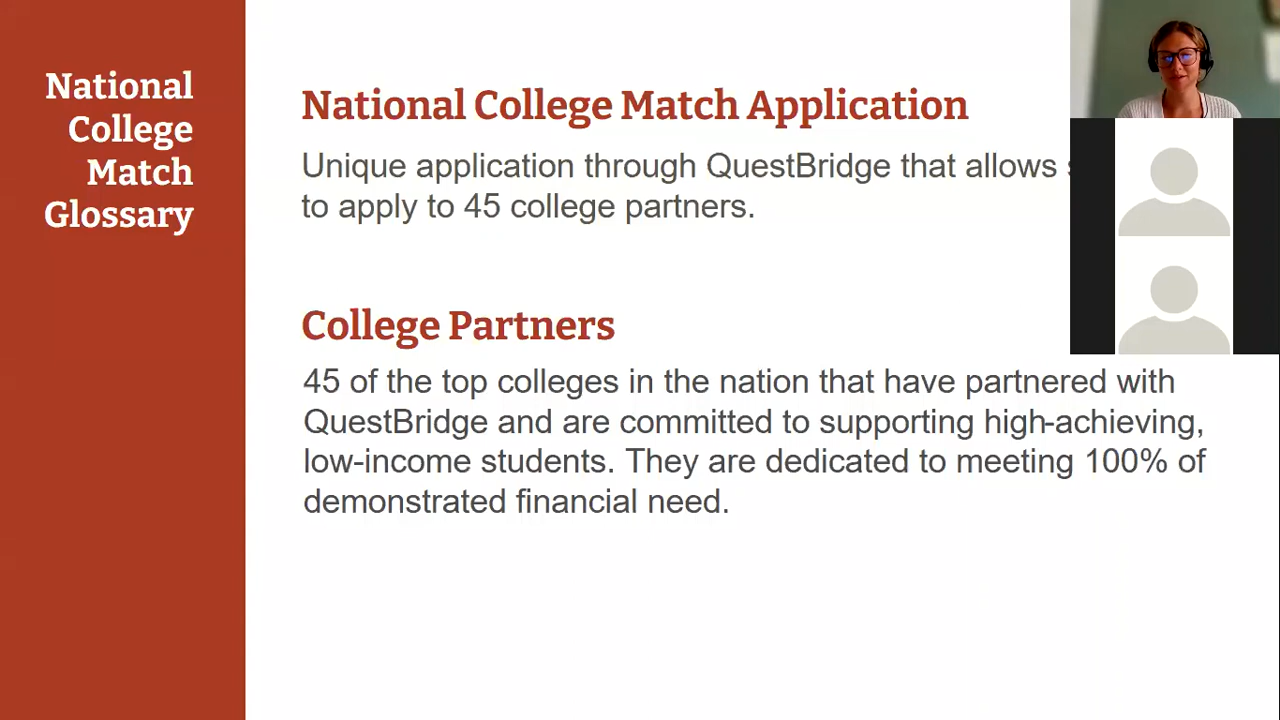 National
College
Match
Glossary
National College Match Application
Unique application through QuestBridge that allows
to apply to 45 college partners.
College Partners
45 of the top colleges in the nation that have partnered with
QuestBridge and are committed to supporting high-achieving,
low-income students. They are dedicated to meeting 100% of
demonstrated financial need.